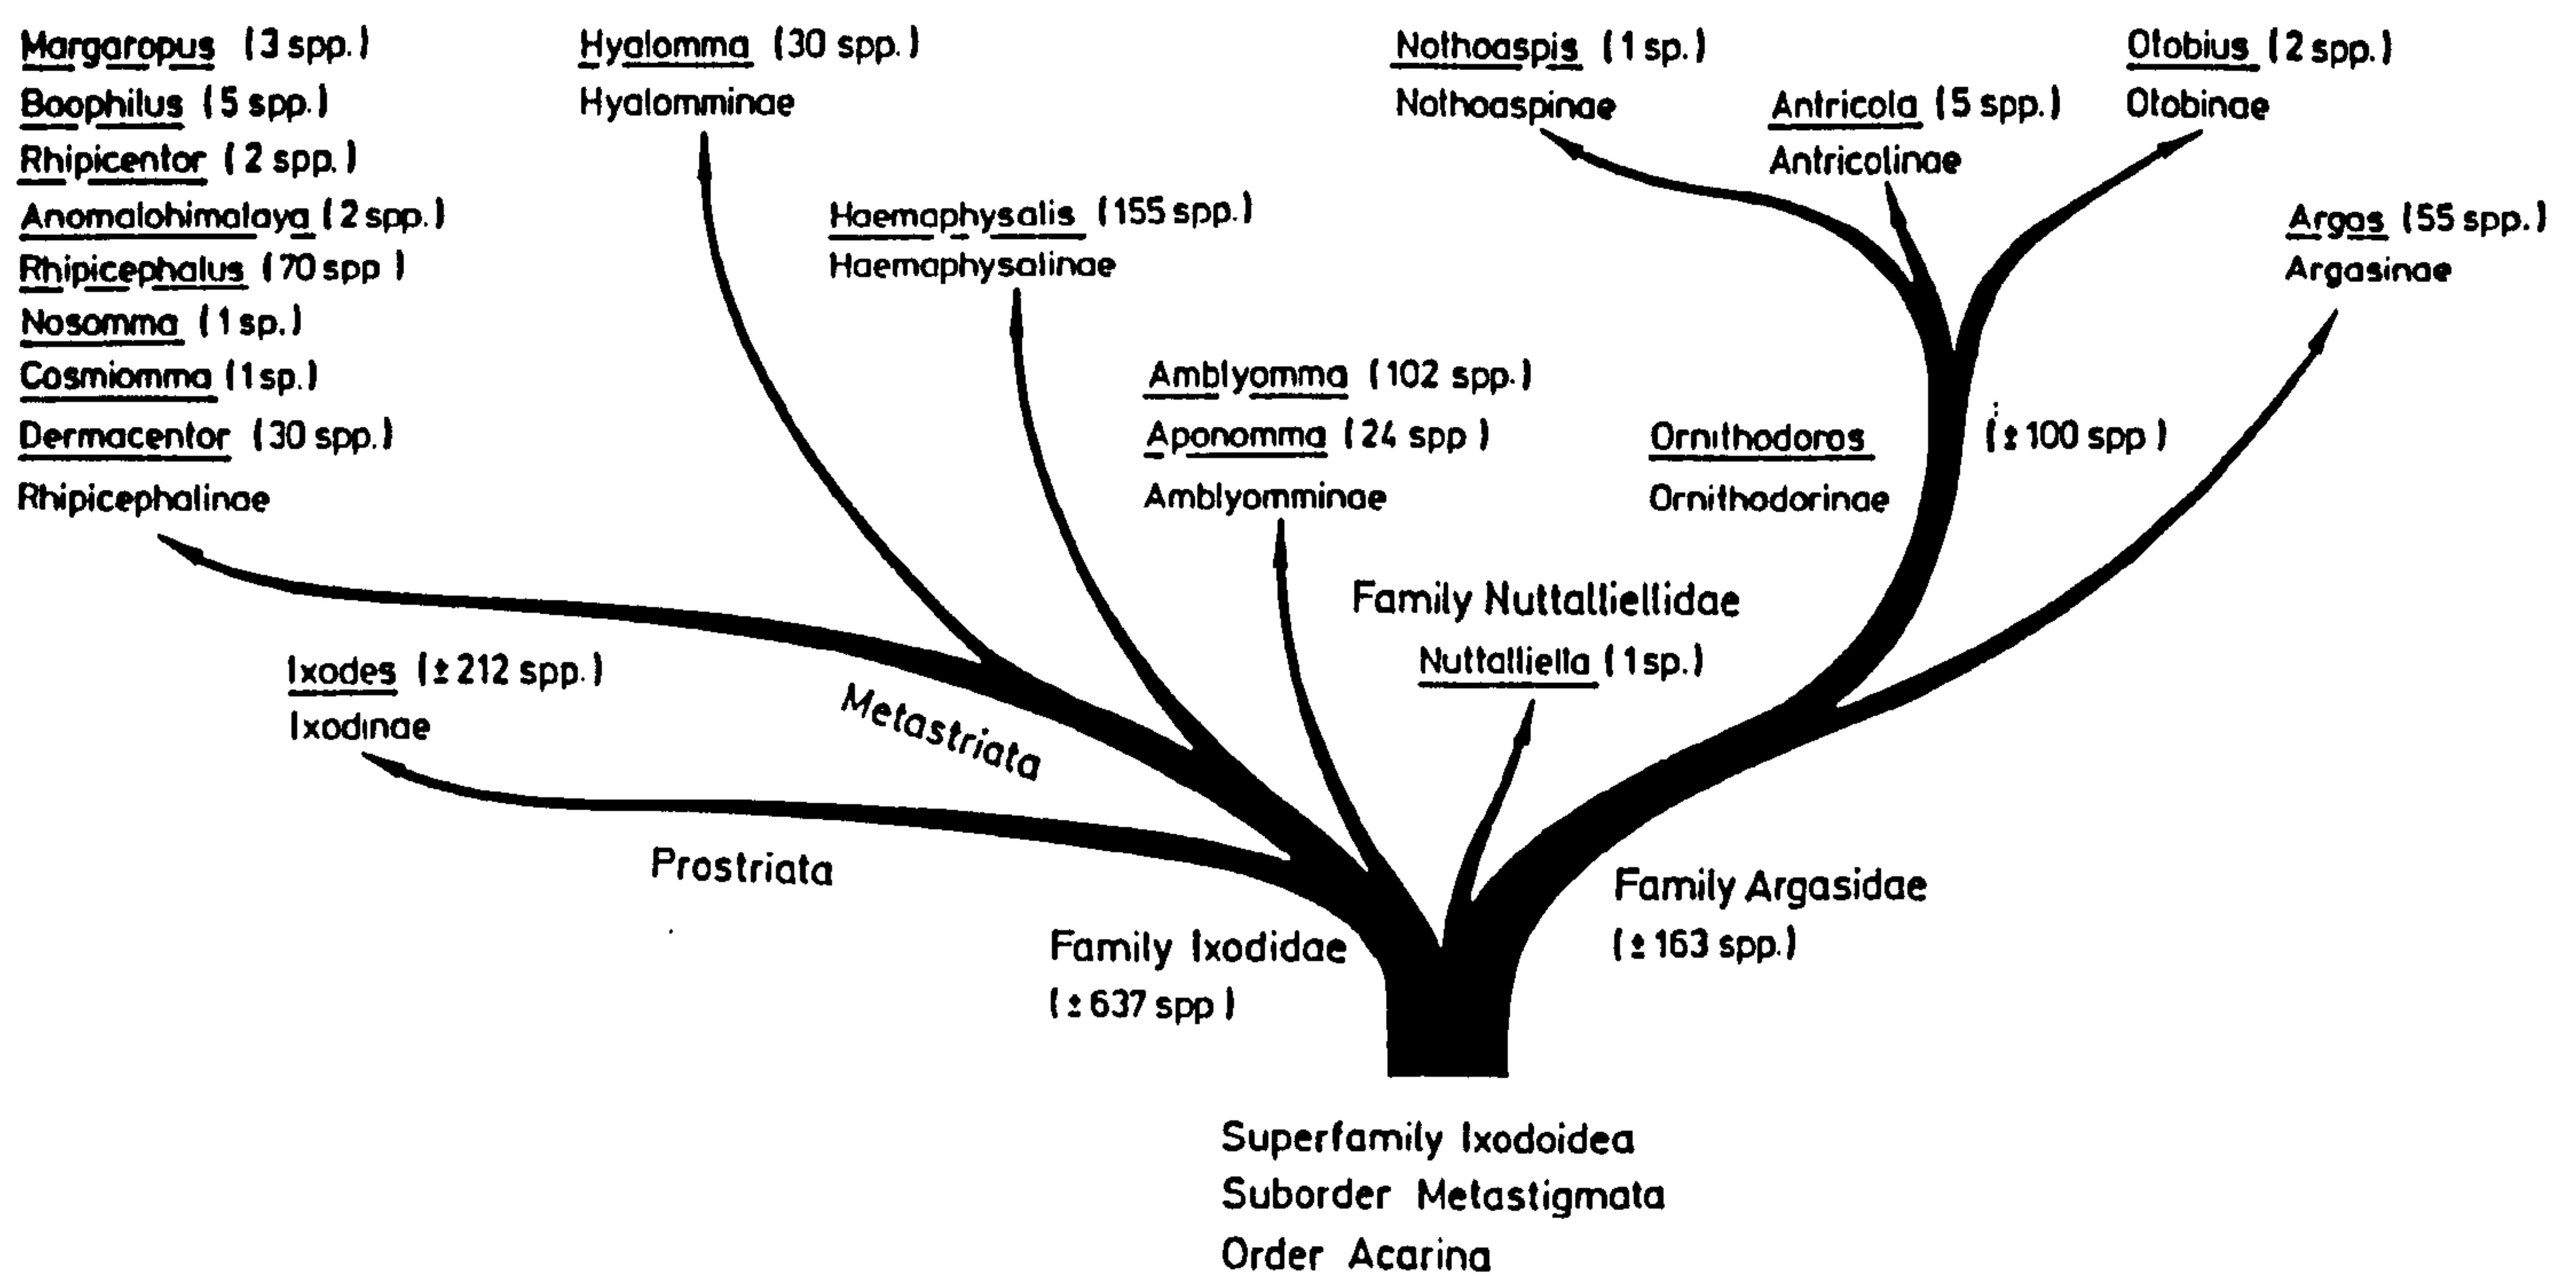 Margaropus (3 spp.)
Boophilus (5 spp.)
Rhipicentor (2 spp.)
Anomalohimalaya (2 spp.)
Rhipicephalus (70 spp)
Nosomma (1 sp.)
Cosmiomma (1 sp.)
Dermacentor (30 spp.)
Rhipicephalinae
Hyalomma (30 spp.)
Hyalomminae
Haemaphysalis (155 spp.)
Haemaphysalinae
Amblyomma (102 spp.)
Aponomma (24 spp)
Amblyomminae
Nothoaspis (1 sp.)
Nothoaspinae
Antricola (5 spp.)
Antricolinae
Otobius (2 spp.)
Otobinae
Argas (55 spp.)
Argasinae
Ornithodoros (±100 spp)
Ornithodorinae
Family Nuttalliellidae
Nuttalliella (1 sp.)
Ixodes (±212 spp.)
Ixodinae
Metastriata
Prostriata
Family Ixodidae
(±637 spp)
Family Argasidae
(±163 spp.)
Superfamily Ixodoidea
Suborder Metastigmata
Order Acarina